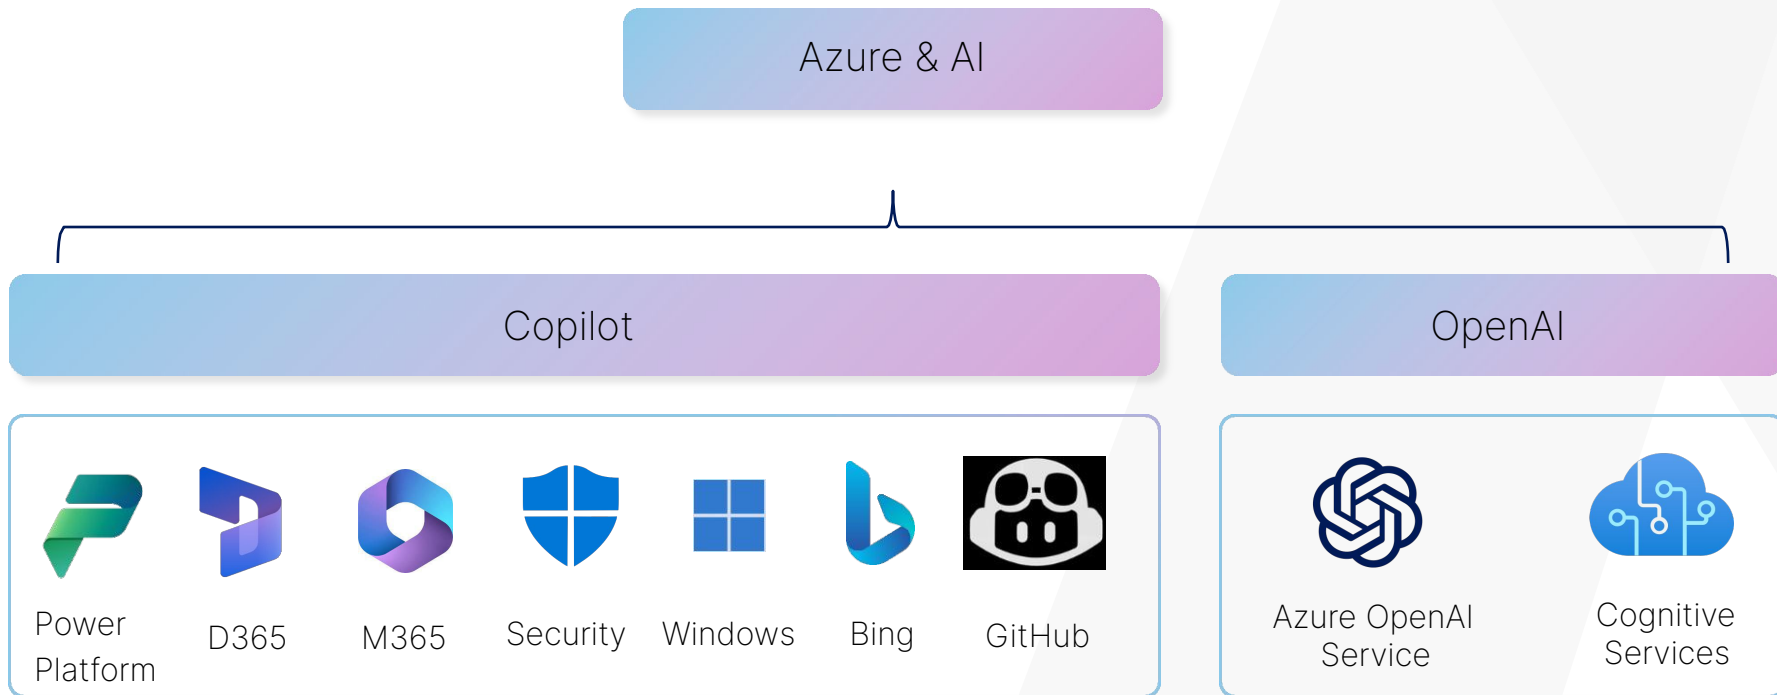 Azure & AI
Copilot
OpenAI
Power
Platform
D365
M365
Security
Windows
Bing
GitHub
Azure OpenAI
Service
Cognitive
Services